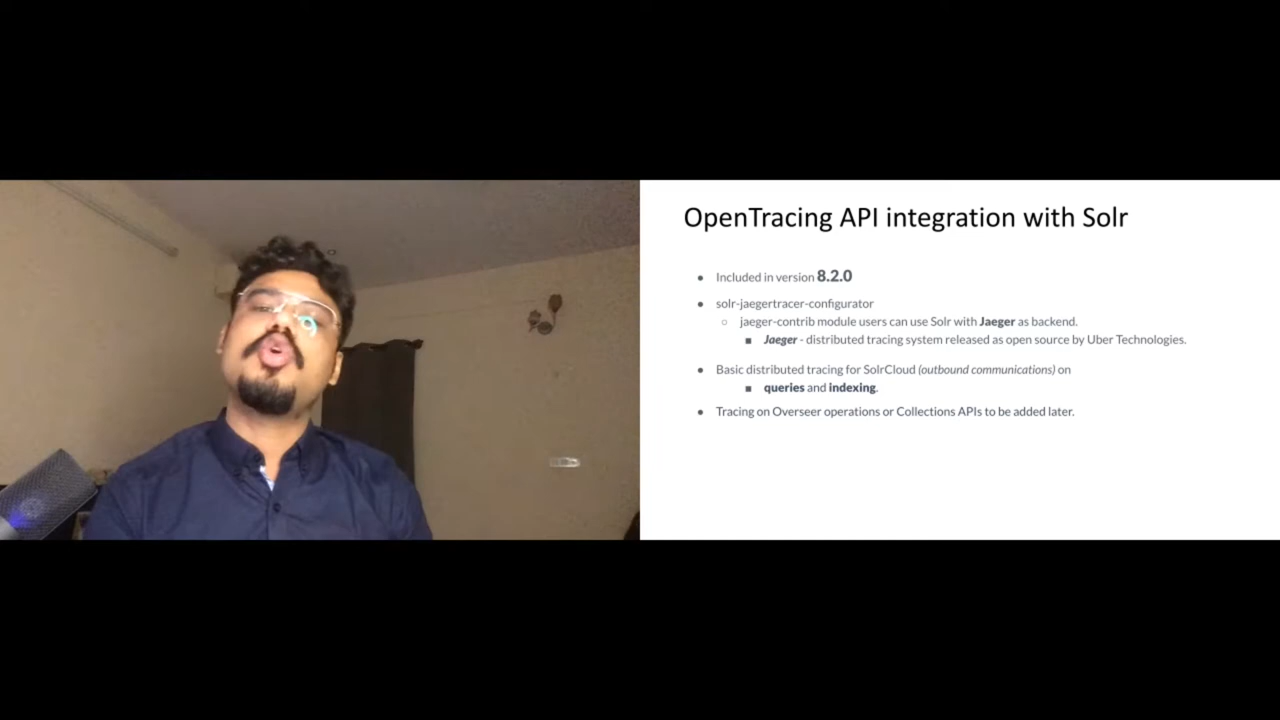 OpenTracing API integration with Solr
● Included in version 8.2.0
● solr-jaegertracer-configurator
○ jaeger-contrib module users can use Solr with Jaeger as backend.
■ Jaeger - distributed tracing system released as open source by Uber Technologies.
● Basic distributed tracing for SolrCloud (outbound communications) on
■ queries and indexing.
● Tracing on Overseer operations or Collections APIs to be added later.